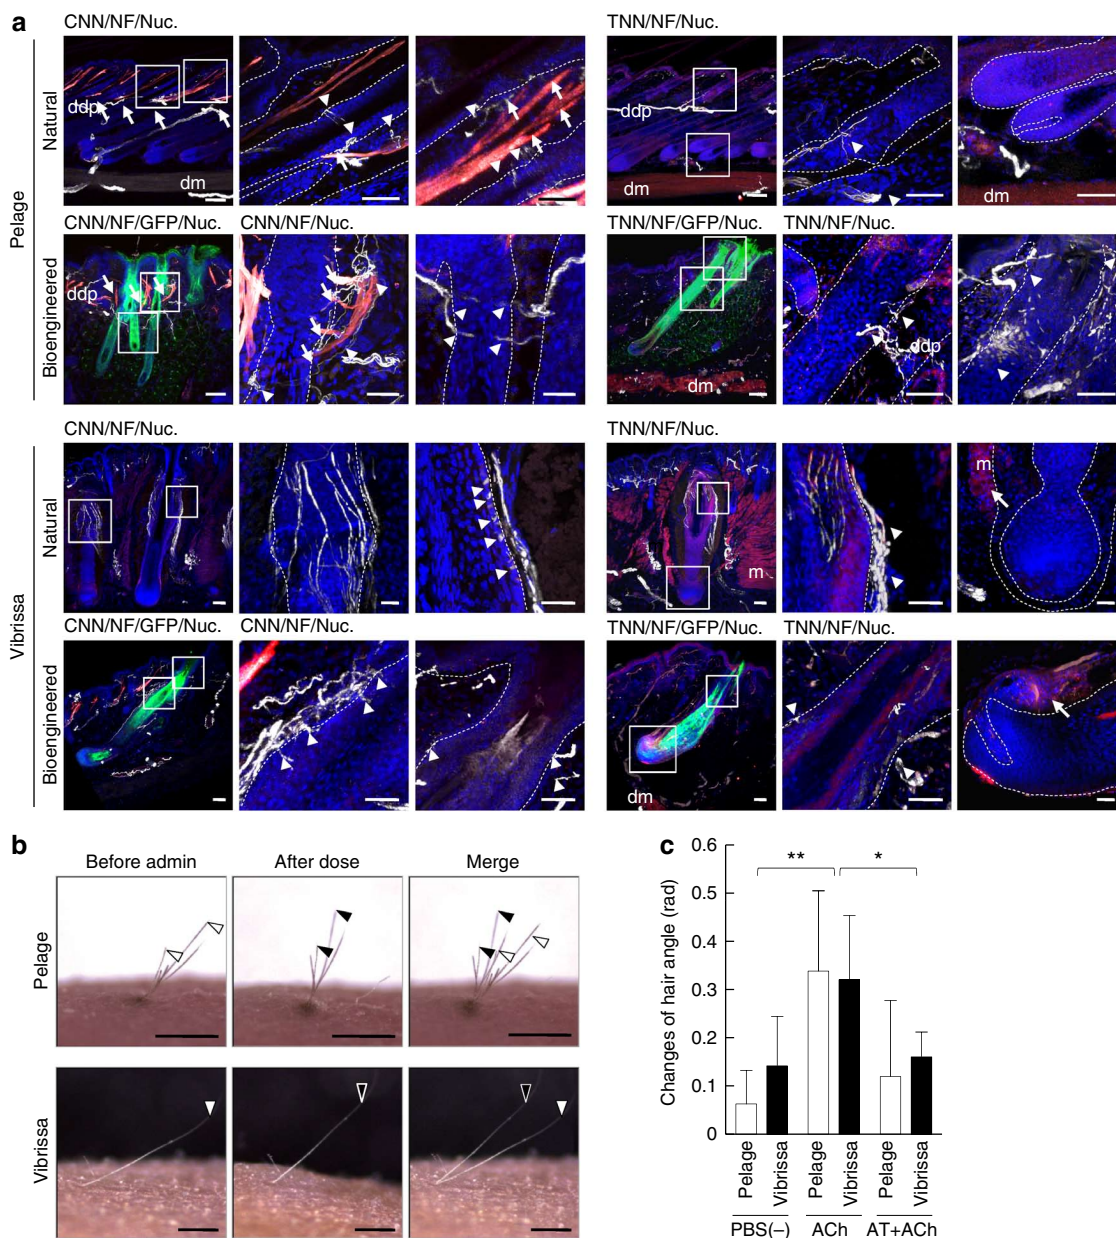 a
CNN/NF/Nuc.
TNN/NF/Nuc.
Pelage
Natural
ddp
dm
ddp
dm
dm
Bioengineered
CNN/NF/GFP/Nuc.
CNN/NF/Nuc.
TNN/NF/GFP/Nuc.
TNN/NF/Nuc.
ddp
dm
ddp
Vibrissa
Natural
CNN/NF/Nuc.
TNN/NF/Nuc.
m
m
Bioengineered
CNN/NF/GFP/Nuc.
CNN/NF/Nuc.
TNN/NF/GFP/Nuc.
TNN/NF/Nuc.
dm
b
Before admin
After dose
Merge
Pelage
Vibrissa
c
Changes of hair angle (rad)
0.6
0.5
0.4
0.3
0.2
0.1
0
**
*
Pelage
Vibrissa
Pelage
Vibrissa
Pelage
Vibrissa
PBS(–)
ACh
AT+ACh